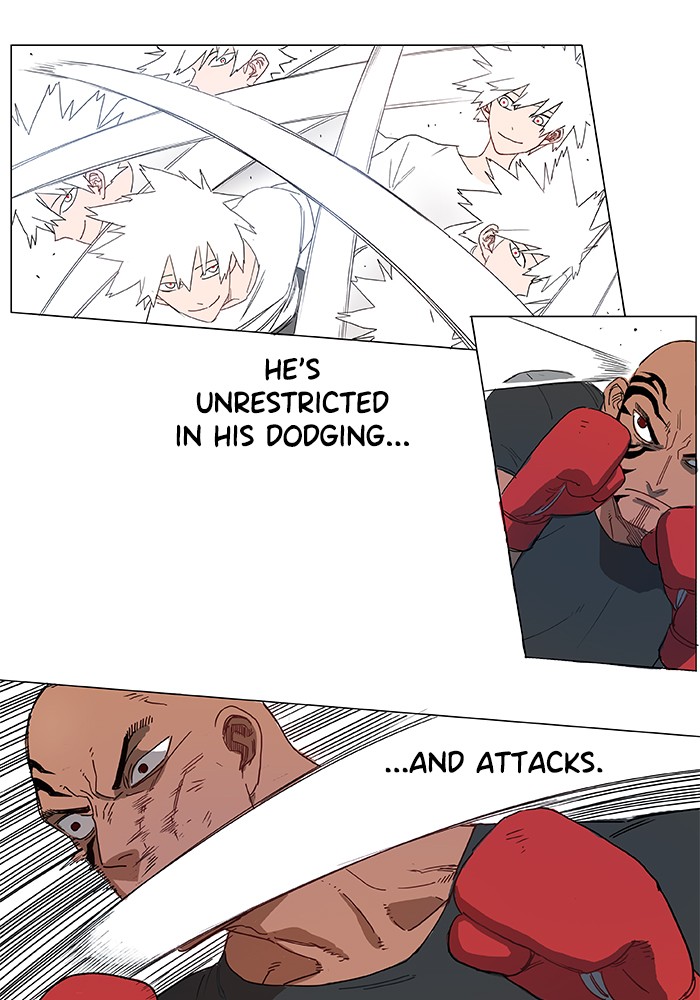 HE'S
UNRESTRICTED
IN HIS DODGING...
...AND ATTACKS.